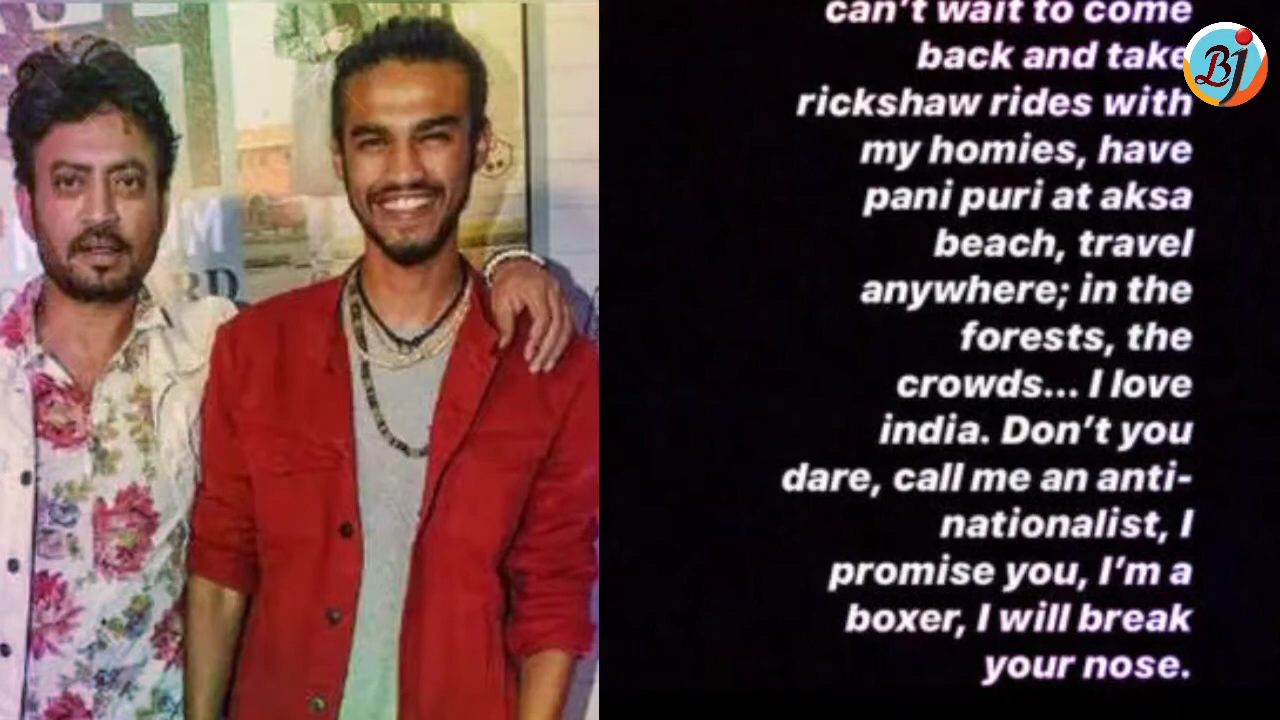 can't wait to come
back and take
rickshaw rides with
my homies, have
pani puri at aksa
beach, travel
anywhere; in the
forests, the
crowds... I love
india. Don't you
dare, call me an anti-
nationalist, I
promise you, I'm a
boxer, I will break
your nose.
BJ